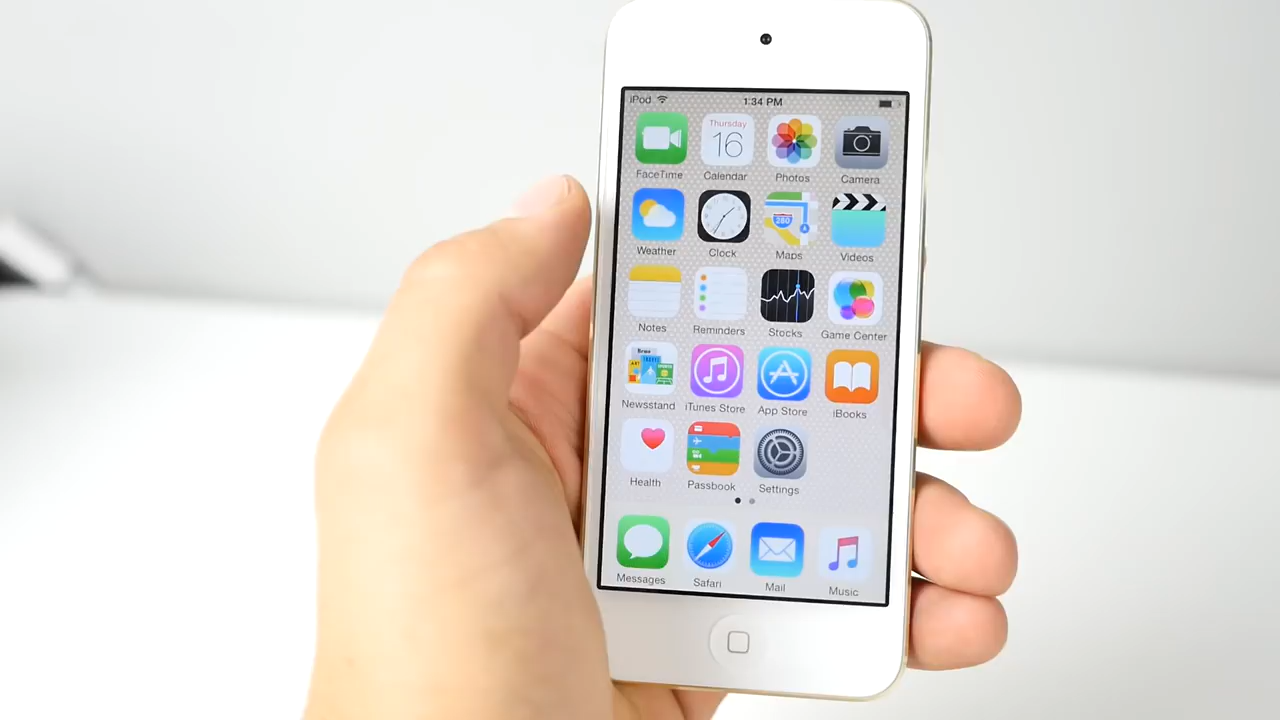 iPod 1:34 PM
Thursday
16
FaceTime Calendar Photos Camera
280
Weather Clock Maps Videos
Notes Reminders Stocks Game Center
Newsstand iTunes Store App Store iBooks
Health Passbook Settings
Messages Safari Mail Music